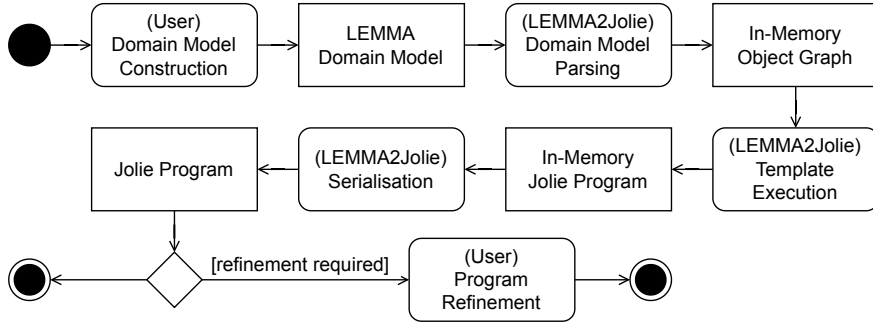 (User)
Domain Model
Construction
LEMMA
Domain Model
(LEMMA2Jolie)
Domain Model
Parsing
In-Memory
Object Graph
(LEMMA2Jolie)
Template
Execution
In-Memory
Jolie Program
(LEMMA2Jolie)
Serialisation
Jolie Program
[refinement required]
(User)
Program
Refinement